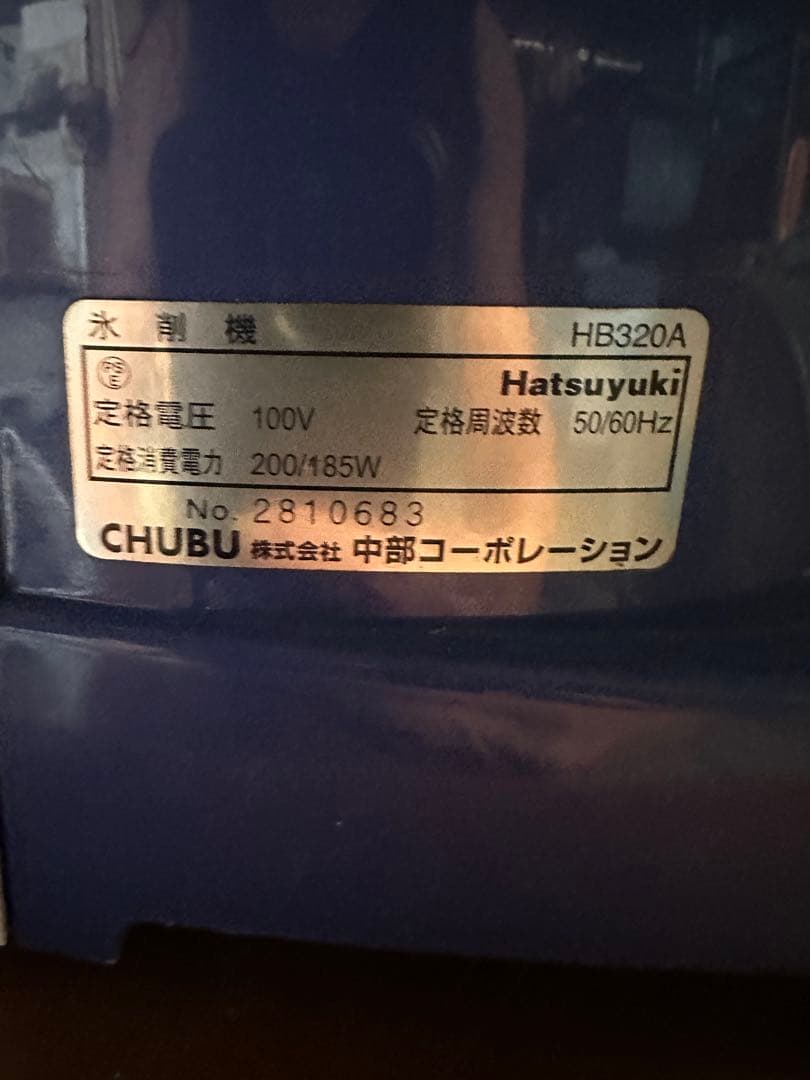 氷削機 HB320A
PS E Hatsuyuki
定格電圧 100V 定格周波数 50/60Hz
定格消費電力 200/185W
No. 2810683
CHUBU 株式会社 中部コーポレーション